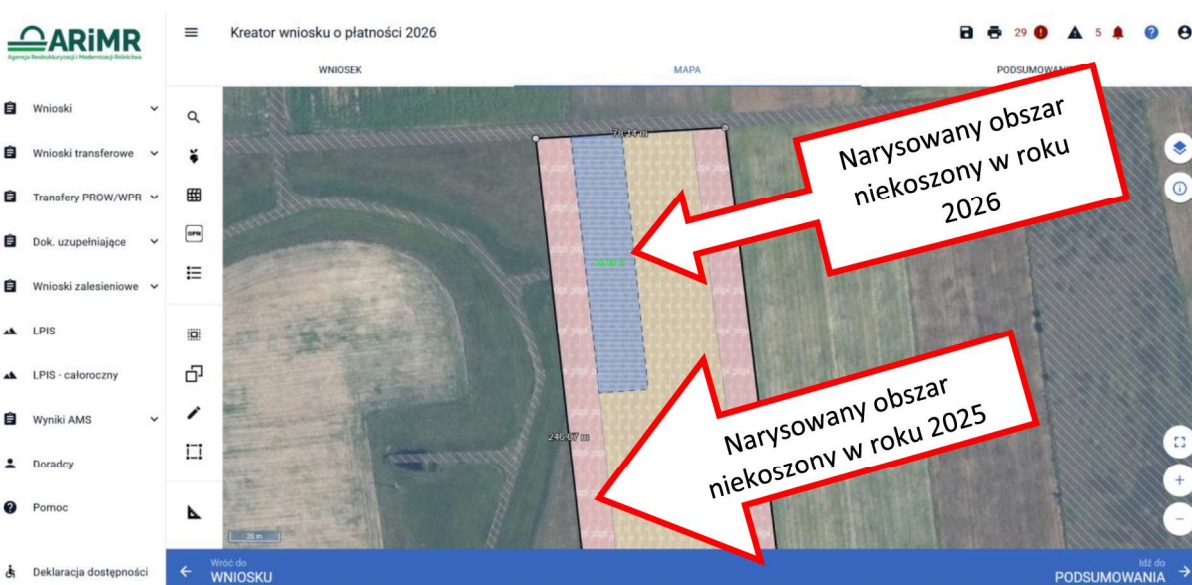 ARiMR
Agencja Restrukturyzacji i Modernizacji Rolnictwa
Kreator wniosku o płatności 2026
29
5
WNIOSEK
MAPA
PODSUMOWANIE
Wnioski
Wnioski transferowe
Transfery PROW/WPR
Dok. uzupełniające
Wnioski zalesieniowe
LPIS
LPIS - całoroczny
Wyniki AMS
Doradcy
Pomoc
Deklaracja dostępności
OPN
78.14 m
246.07 m
Narysowany obszar
niekoszony w roku
2026
Narysowany obszar
niekoszony w roku 2025
20 m
Wróć do
WNIOSKU
Idź do
PODSUMOWANIA